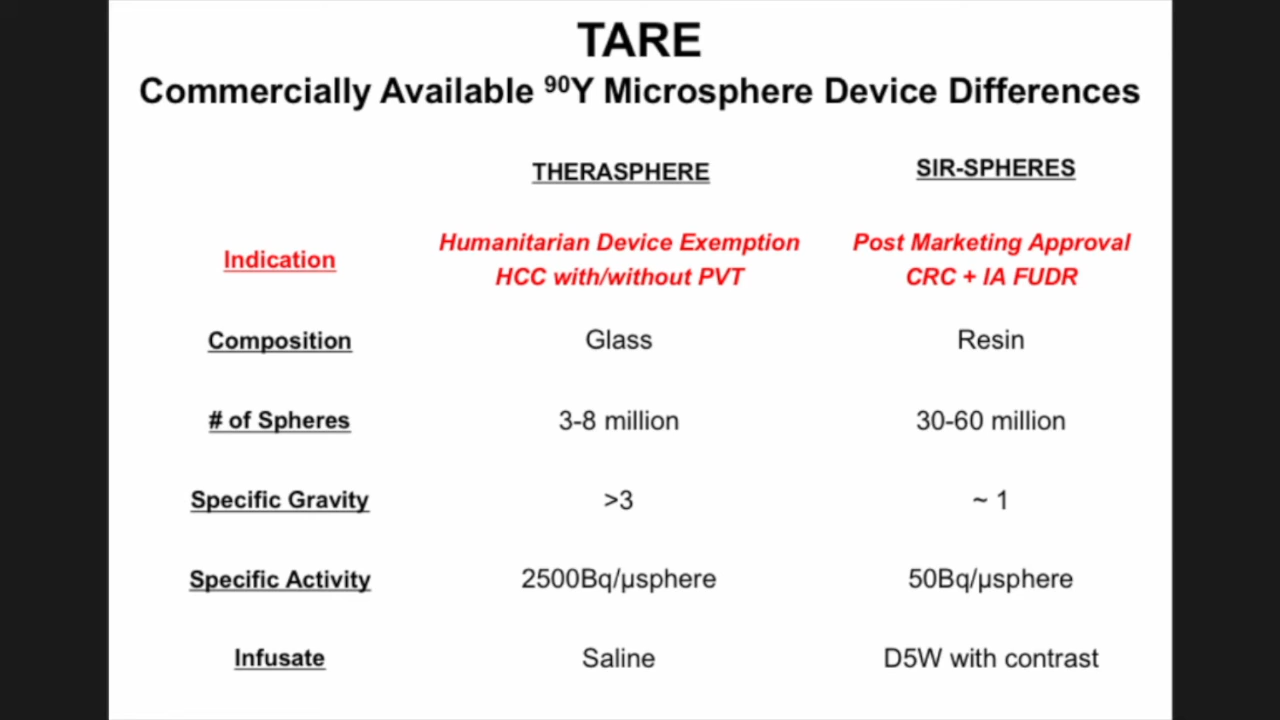 TARE
Commercially Available ⁹⁰Y Microsphere Device Differences
THERASPHERE SIR-SPHERES
Indication Humanitarian Device Exemption HCC with/without PVT Post Marketing Approval CRC + IA FUDR
Composition Glass Resin
# of Spheres 3-8 million 30-60 million
Specific Gravity >3 ~ 1
Specific Activity 2500Bq/µsphere 50Bq/µsphere
Infusate Saline D5W with contrast